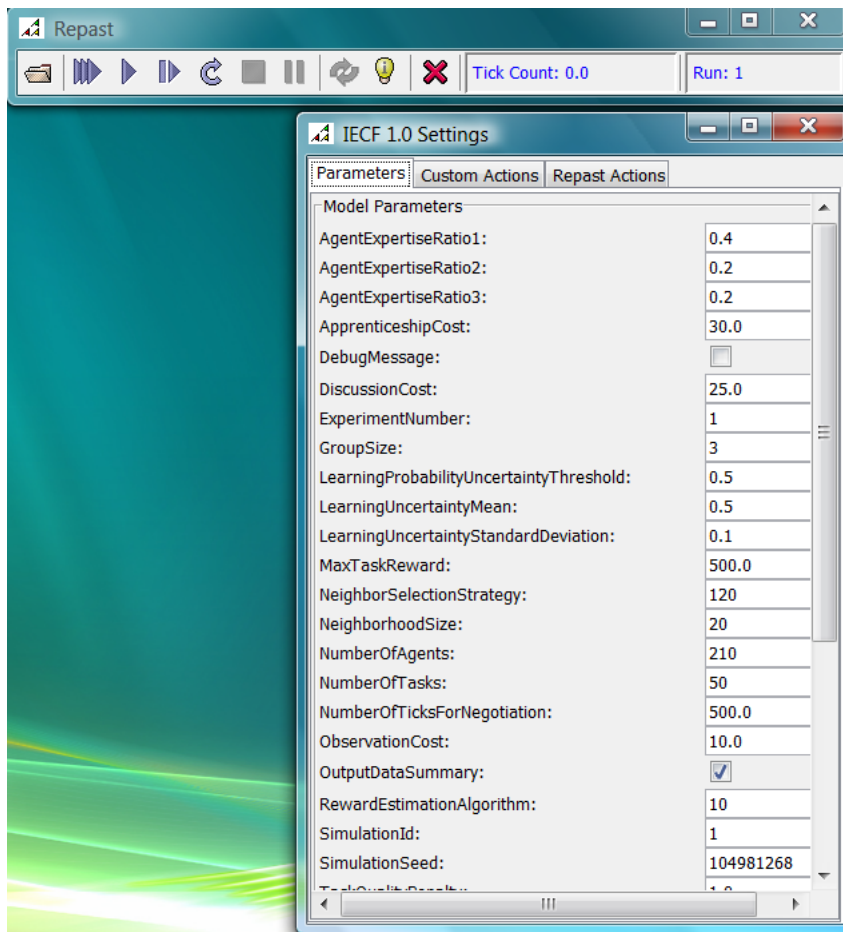 Repast
Tick Count: 0.0
Run: 1
IECF 1.0 Settings
Parameters Custom Actions Repast Actions
Model Parameters
AgentExpertiseRatio1: 0.4
AgentExpertiseRatio2: 0.2
AgentExpertiseRatio3: 0.2
ApprenticeshipCost: 30.0
DebugMessage:
DiscussionCost: 25.0
ExperimentNumber: 1
GroupSize: 3
LearningProbabilityUncertaintyThreshold: 0.5
LearningUncertaintyMean: 0.5
LearningUncertaintyStandardDeviation: 0.1
MaxTaskReward: 500.0
NeighborSelectionStrategy: 120
NeighborhoodSize: 20
NumberOfAgents: 210
NumberOfTasks: 50
NumberOfTicksForNegotiation: 500.0
ObservationCost: 10.0
OutputDataSummary:
RewardEstimationAlgorithm: 10
SimulationId: 1
SimulationSeed: 104981268